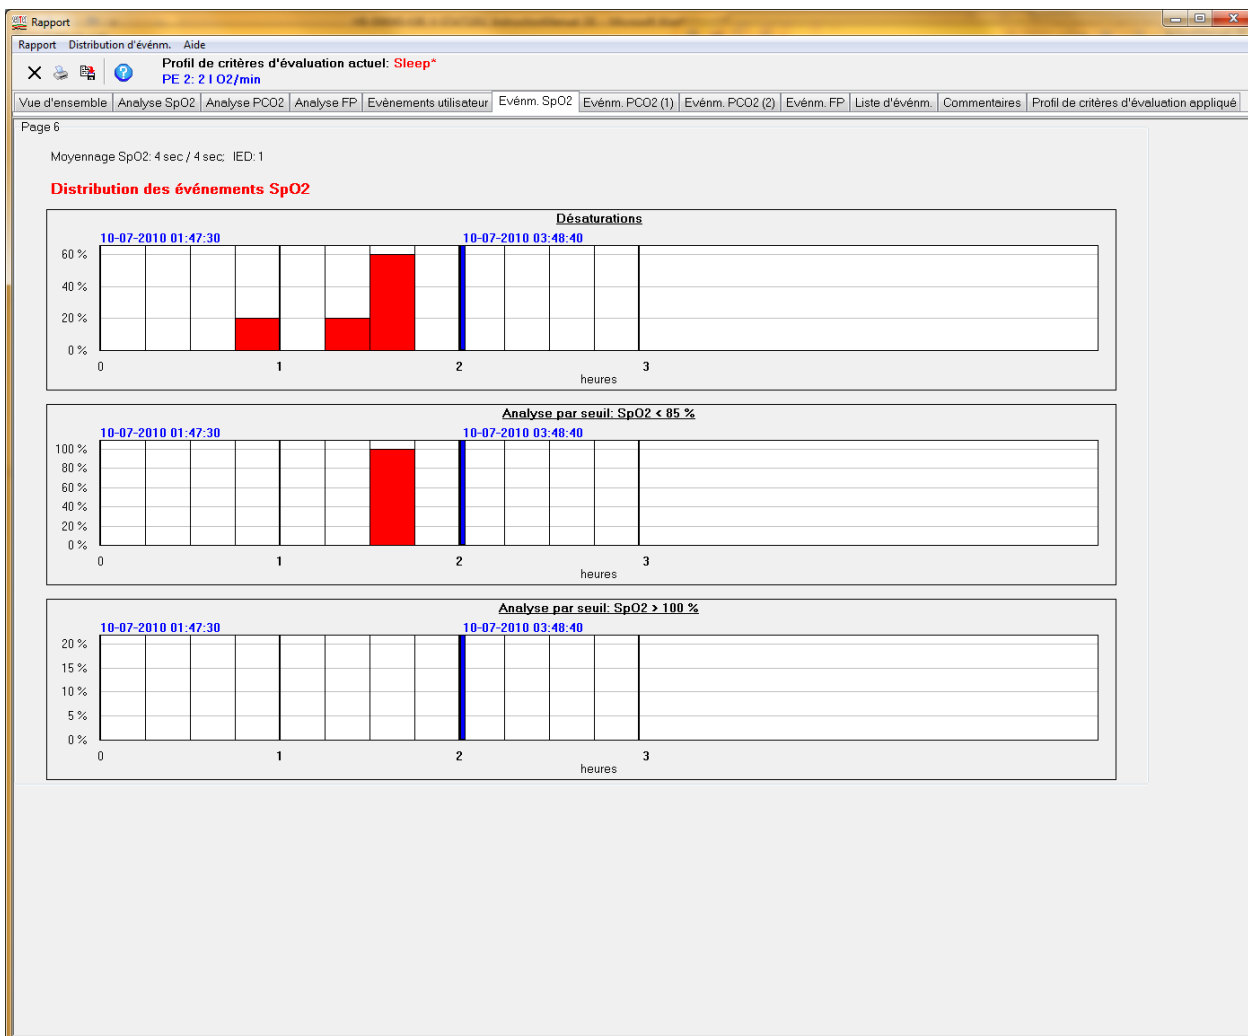 Rapport
Rapport Distribution d'événm. Aide
Profil de critères d'évaluation actuel: Sleep*
PE 2: 2 l O2/min
Vue d'ensemble Analyse SpO2 Analyse PCO2 Analyse FP Evènements utilisateur Evénm. SpO2 Evénm. PCO2 (1) Evénm. PCO2 (2) Evénm. FP Liste d'événm. Commentaires Profil de critères d'évaluation appliqué
Page 6
Moyennage SpO2: 4 sec / 4 sec; IED: 1
Distribution des événements SpO2
Désaturations
10-07-2010 01:47:30 10-07-2010 03:48:40
60 %
40 %
20 %
0 %
0 1 2 3
heures
Analyse par seuil: SpO2 < 85 %
10-07-2010 01:47:30 10-07-2010 03:48:40
100 %
80 %
60 %
40 %
20 %
0 %
0 1 2 3
heures
Analyse par seuil: SpO2 > 100 %
10-07-2010 01:47:30 10-07-2010 03:48:40
20 %
15 %
10 %
5 %
0 %
0 1 2 3
heures